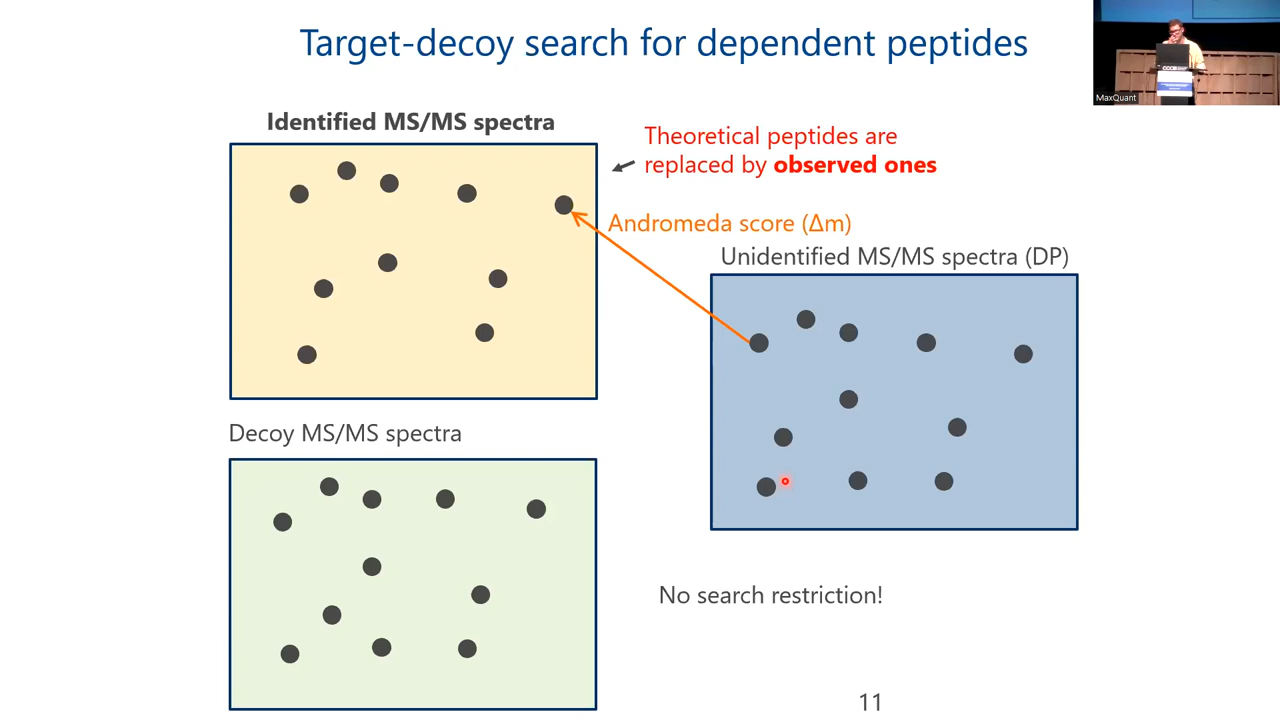 Target-decoy search for dependent peptides
MaxQuant
Identified MS/MS spectra
Theoretical peptides are
replaced by observed ones
Andromeda score (Δm)
Unidentified MS/MS spectra (DP)
Decoy MS/MS spectra
No search restriction!
11